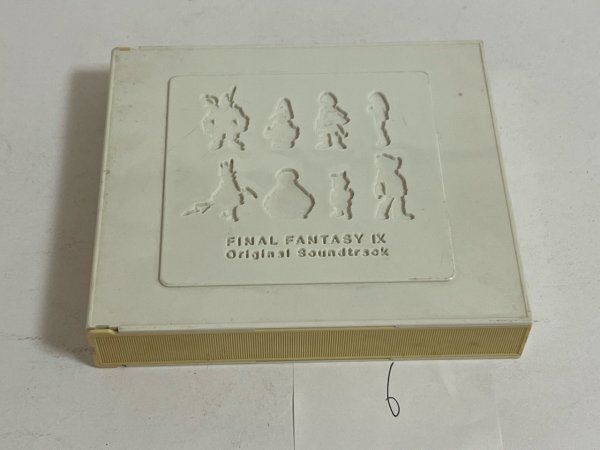 FINAL FANTASY IX
Original Soundtrack
6